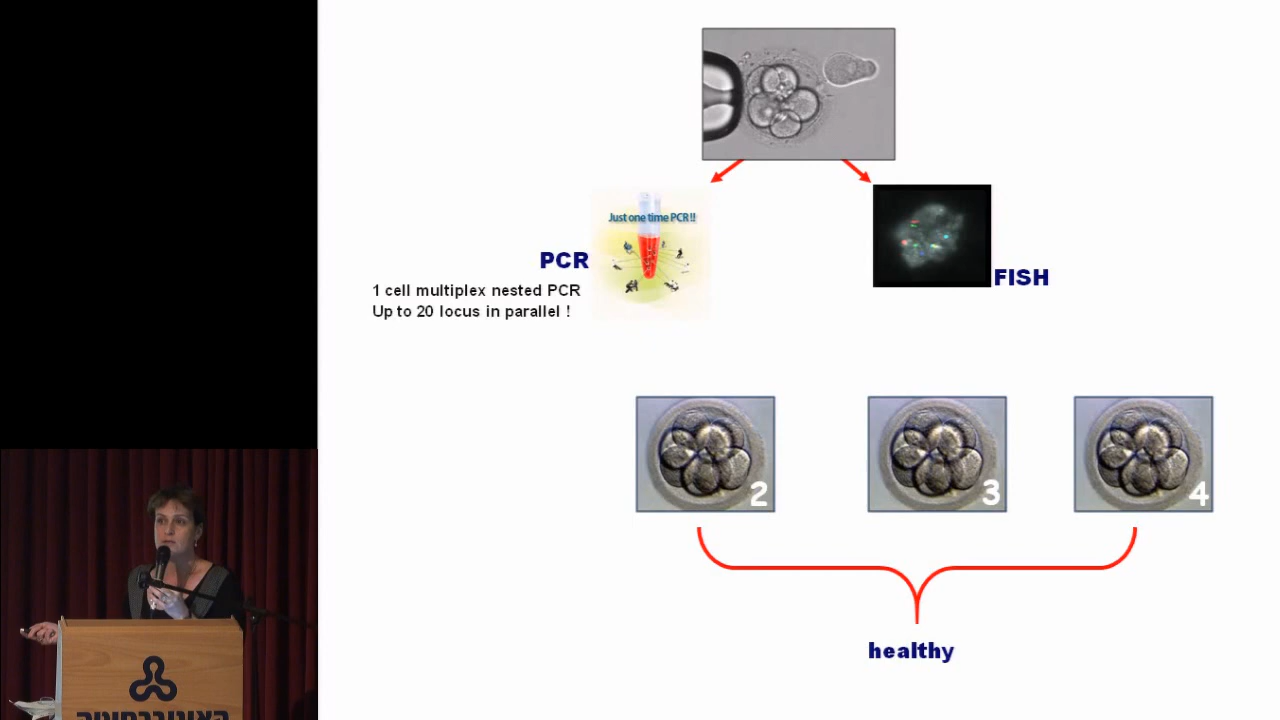 Just one time PCR!!
PCR
1 cell multiplex nested PCR
Up to 20 locus in parallel !
FISH
2
3
4
healthy
האוניברסיטה